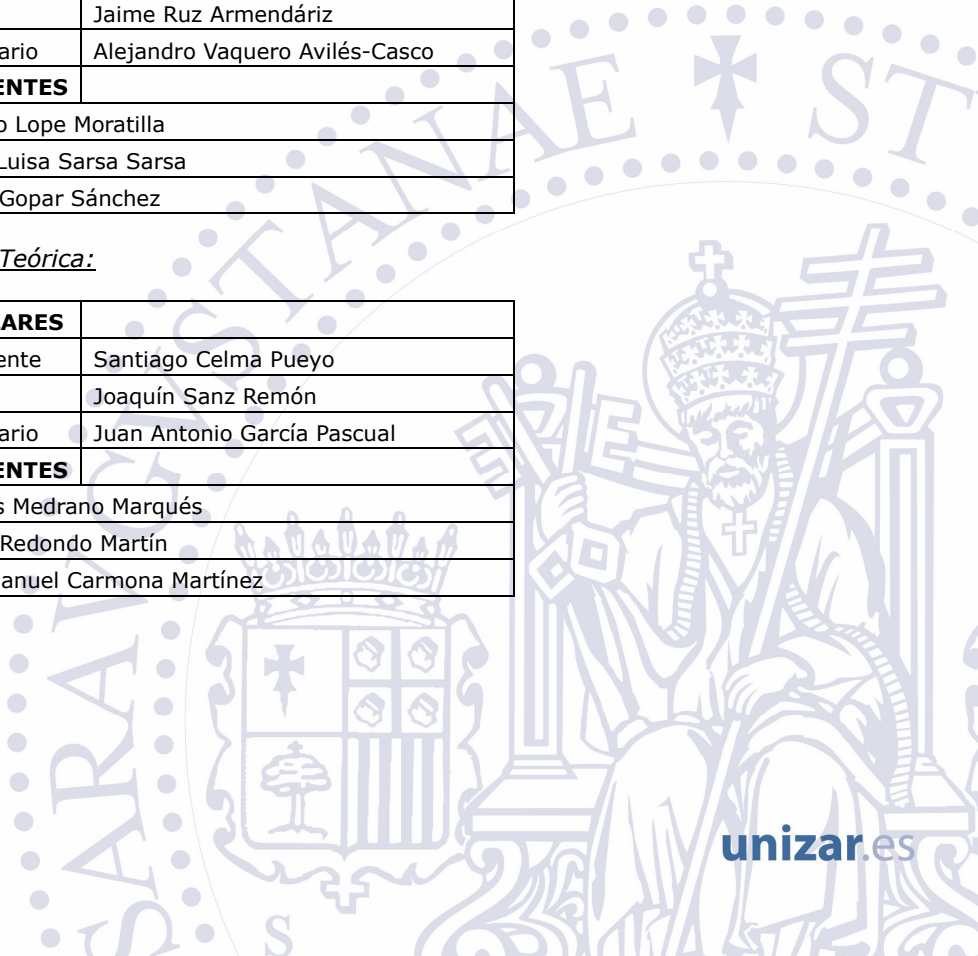 Jaime Ruz Armendáriz
ario Alejandro Vaquero Avilés-Casco
ENTES
o Lope Moratilla
Luisa Sarsa Sarsa
Gopar Sánchez
Teórica:
ARES
ente Santiago Celma Pueyo
Joaquín Sanz Remón
ario Juan Antonio García Pascual
ENTES
s Medrano Marqués
Redondo Martín
anuel Carmona Martínez
unizar.es
SARAVGVSTANAE ST
S